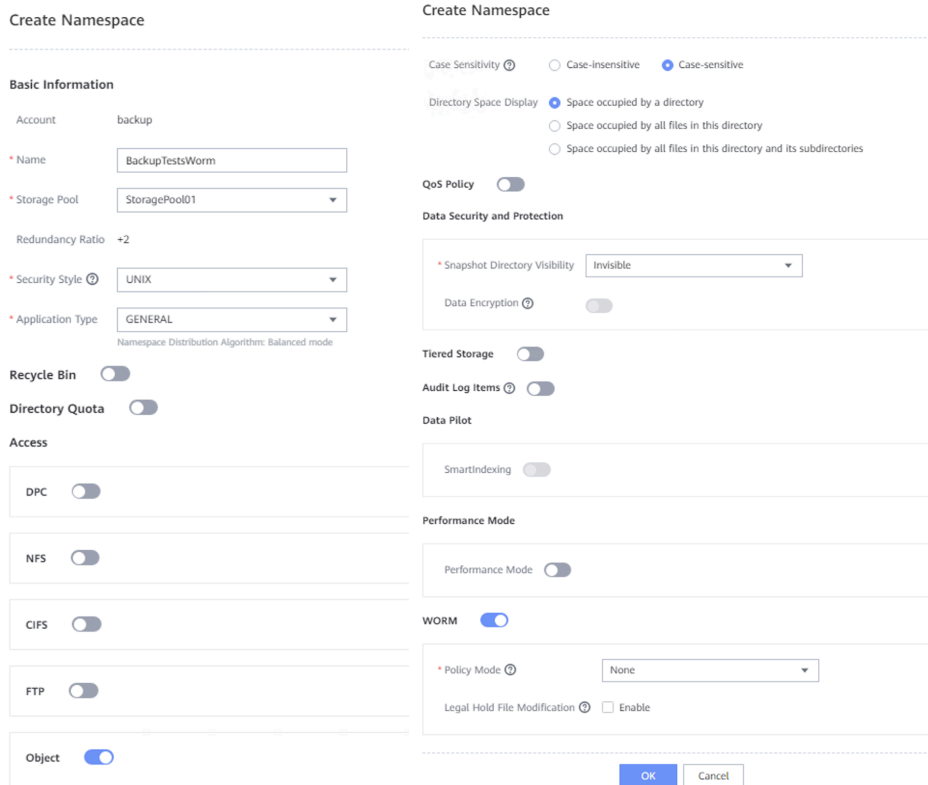 Create Namespace
Basic Information
Account backup
* Name BackupTestsWorm
* Storage Pool StoragePool01
Redundancy Ratio +2
* Security Style ? UNIX
* Application Type GENERAL
Namespace Distribution Algorithm: Balanced mode
Recycle Bin
Directory Quota
Access
DPC
NFS
CIFS
FTP
Object
Create Namespace
Case Sensitivity ? Case-insensitive Case-sensitive
Directory Space Display Space occupied by a directory
Space occupied by all files in this directory
Space occupied by all files in this directory and its subdirectories
QoS Policy
Data Security and Protection
* Snapshot Directory Visibility Invisible
Data Encryption ?
Tiered Storage
Audit Log Items ?
Data Pilot
SmartIndexing
Performance Mode
Performance Mode
WORM
* Policy Mode ? None
Legal Hold File Modification ? Enable
OK Cancel